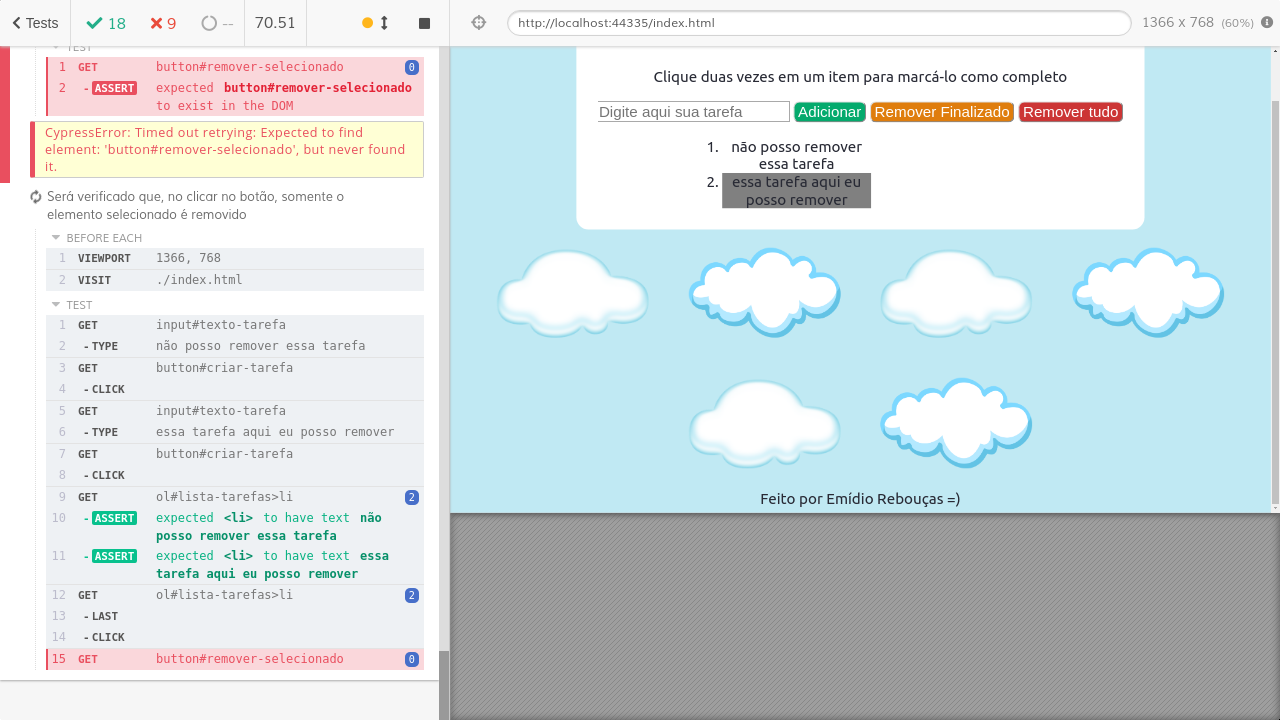 Tests 18 9 -- 70.51 http://localhost:44335/index.html 1366 x 768 (60%)
TEST
1 GET button#remover-selecionado 0
2 - ASSERT expected button#remover-selecionado
to exist in the DOM
CypressError: Timed out retrying: Expected to find
element: 'button#remover-selecionado', but never found
it.
Será verificado que, no clicar no botão, somente o
elemento selecionado é removido
BEFORE EACH
1 VIEWPORT 1366, 768
2 VISIT ./index.html
TEST
1 GET input#texto-tarefa
2 - TYPE não posso remover essa tarefa
3 GET button#criar-tarefa
4 - CLICK
5 GET input#texto-tarefa
6 - TYPE essa tarefa aqui eu posso remover
7 GET button#criar-tarefa
8 - CLICK
9 GET ol#lista-tarefas>li 2
10 - ASSERT expected <li> to have text não
posso remover essa tarefa
11 - ASSERT expected <li> to have text essa
tarefa aqui eu posso remover
12 GET ol#lista-tarefas>li 2
13 - LAST
14 - CLICK
15 GET button#remover-selecionado 0
Clique duas vezes em um item para marcá-lo como completo
Digite aqui sua tarefa Adicionar Remover Finalizado Remover tudo
1. não posso remover
essa tarefa
2. essa tarefa aqui eu
posso remover
Feito por Emídio Rebouças =)